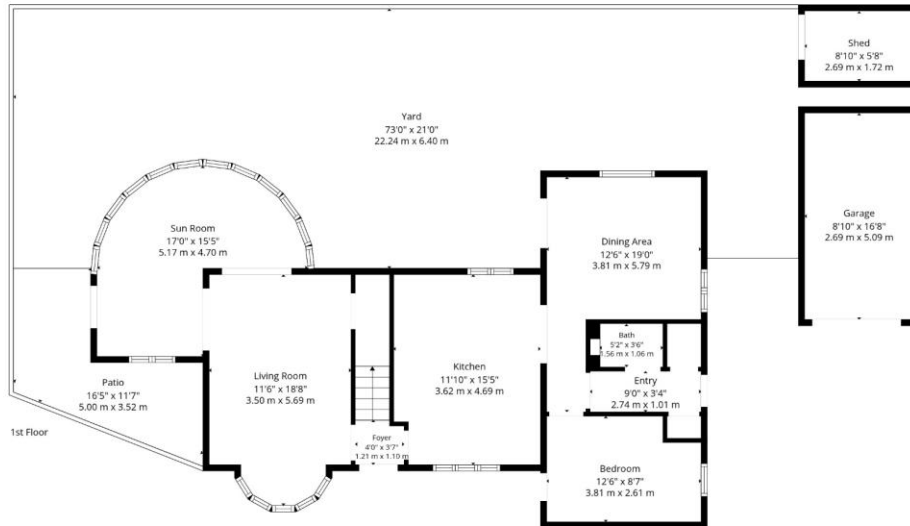 Shed
8'10" x 5'8"
2.69 m x 1.72 m
Yard
73'0" x 21'0"
22.24 m x 6.40 m
Garage
8'10" x 16'8"
2.69 m x 5.09 m
Sun Room
17'0" x 15'5"
5.17 m x 4.70 m
Dining Area
12'6" x 19'0"
3.81 m x 5.79 m
Bath
5'2" x 3'6"
1.56 m x 1.06 m
Kitchen
11'10" x 15'5"
3.62 m x 4.69 m
Living Room
11'6" x 18'8"
3.50 m x 5.69 m
Entry
9'0" x 3'4"
2.74 m x 1.01 m
Patio
16'5" x 11'7"
5.00 m x 3.52 m
1st Floor
Foyer
4'0" x 3'7"
1.21 m x 1.10 m
Bedroom
12'6" x 8'7"
3.81 m x 2.61 m